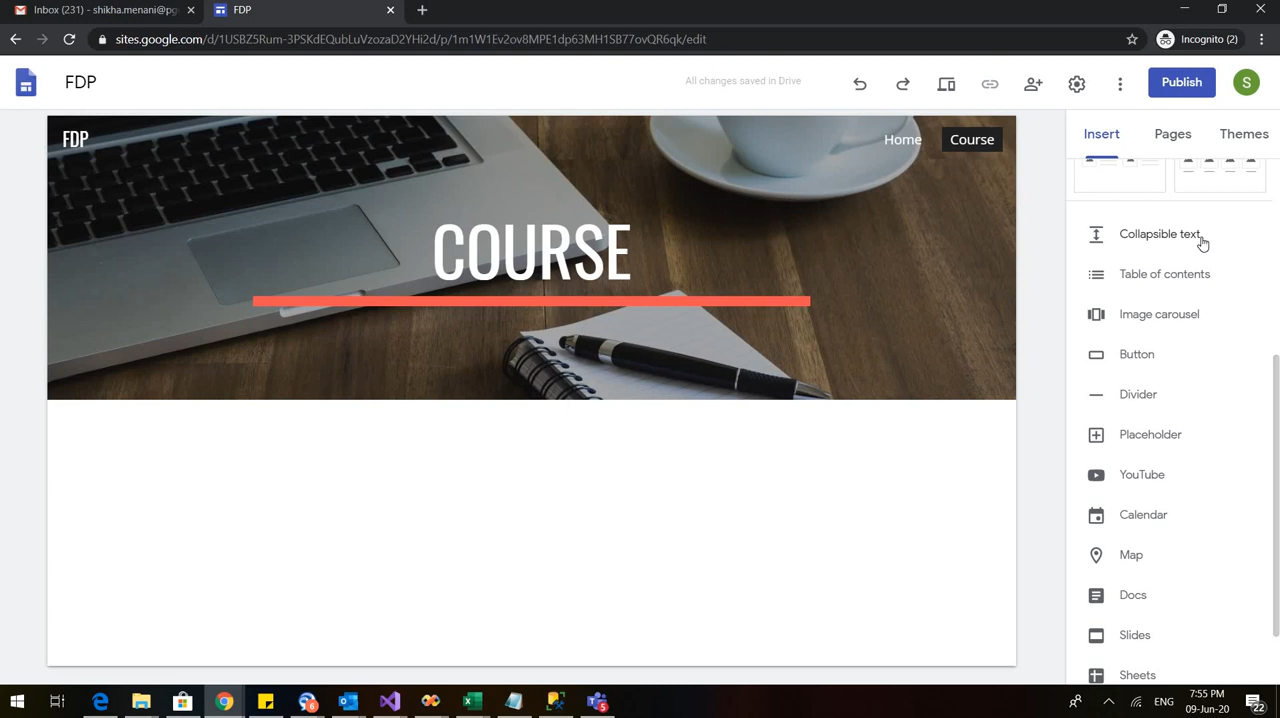 Inbox (231) - shikha.menani@pg
FDP
sites.google.com/d/1USBZ5Rum-3PSKdEQubLuVzozaD2YHi2d/p/1m1W1Ev2ov8MPE1dp63MH1SB77ovQR6qk/edit
Incognito (2)
FDP
All changes saved in Drive
Publish
S
FDP
Home
Course
COURSE
Insert
Pages
Themes
Collapsible text
Table of contents
Image carousel
Button
Divider
Placeholder
YouTube
Calendar
Map
Docs
Slides
Sheets
ENG
7:55 PM
09-Jun-20
22